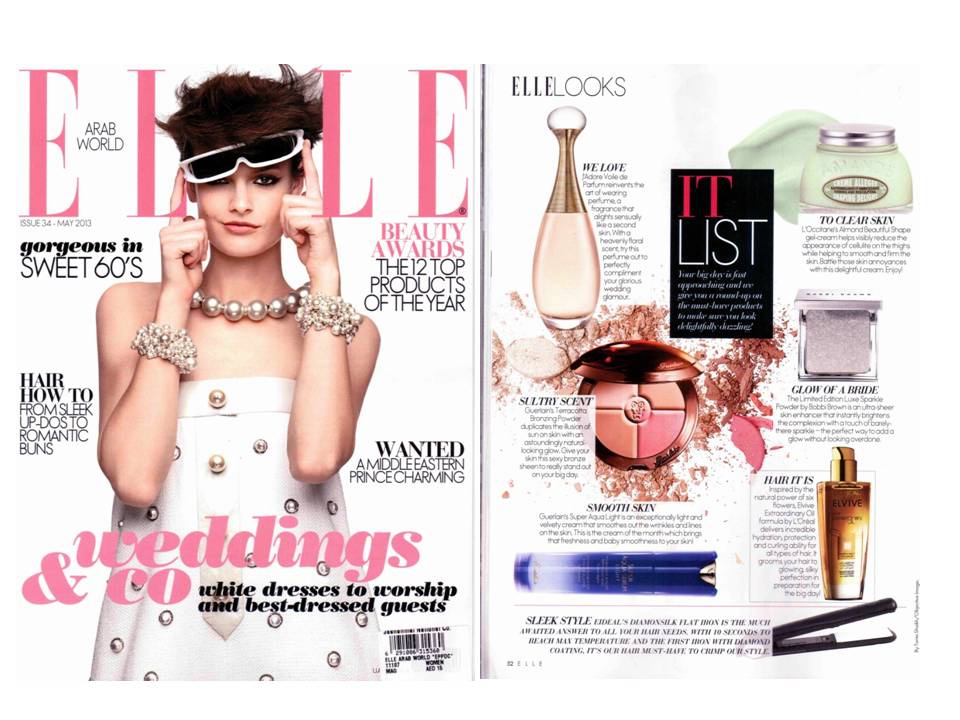 ELLE
ARAB
WORLD
ISSUE 34 - MAY 2013
gorgeous in
SWEET 60'S
BEAUTY
AWARDS
THE 12 TOP
PRODUCTS
OF THE YEAR
HAIR
HOW TO
FROM SLEEK
UP-DOS TO
ROMANTIC
BUNS
WANTED
A MIDDLE EASTERN
PRINCE CHARMING
weddings
& co
white dresses to worship
and best-dressed guests
ELLE ARAB WORLD "EPPDC"
11107 WOMEN
MAG AED 15
ELLE LOOKS
WE LOVE
J'Adore Voile de
Parfum reinvents the
art of wearing
perfume, a
fragrance that
alights sensually
like a second
skin. With a
heavenly floral
scent, try this
perfume out to
perfectly
compliment
your glorious
wedding
glamour.
IT
LIST
Your big day is fast
approaching and we
give you a round-up on
the must-have products
to make sure you look
delightfully dazzling!
TO CLEAR SKIN
L'Occitane's Almond Beautiful Shape
gel-cream helps visibly reduce the
appearance of cellulite on the thighs
while helping to smooth and firm the
skin. Battle those skin annoyances
with this delightful cream. Enjoy!
BOBBI BROWN
GLOW OF A BRIDE
The Limited Edition Luxe Sparkle
Powder by Bobbi Brown is an ultra-sheer
skin enhancer that instantly brightens
the complexion with a touch of barely-
there sparkle – the perfect way to add a
glow without looking overdone.
SULTRY SCENT
Guerlain's Terracotta
Bronzing Powder
duplicates the illusion of
sun on skin with an
astoundingly natural-
looking glow. Give your
skin this sexy bronze
sheen to really stand out
on your big day.
SMOOTH SKIN
Guerlain's Super Aqua Light is an exceptionally light and
velvety cream that smoothes out the wrinkles and lines
on the skin. This is the cream of the month which brings
that freshness and baby smoothness to your skin!
HAIR IT IS
Inspired by the
natural power of six
flowers, Elvive
Extraordinary Oil
formula by L'Oréal
delivers incredible
hydration, protection
and curling ability for
all types of hair. It
grooms your hair to
glowing, silky
perfection in
preparation for
the big day!
ELVIVE
SLEEK STYLE EIDEAL'S DIAMONSILK FLAT IRON IS THE MUCH
AWAITED ANSWER TO ALL YOUR HAIR NEEDS, WITH 10 SECONDS TO
REACH MAX TEMPERATURE AND THE FIRST IRON WITH DIAMOND
COATING, IT'S OUR HAIR MUST-HAVE TO CRIMP OUR STYLE.
52 ELLE